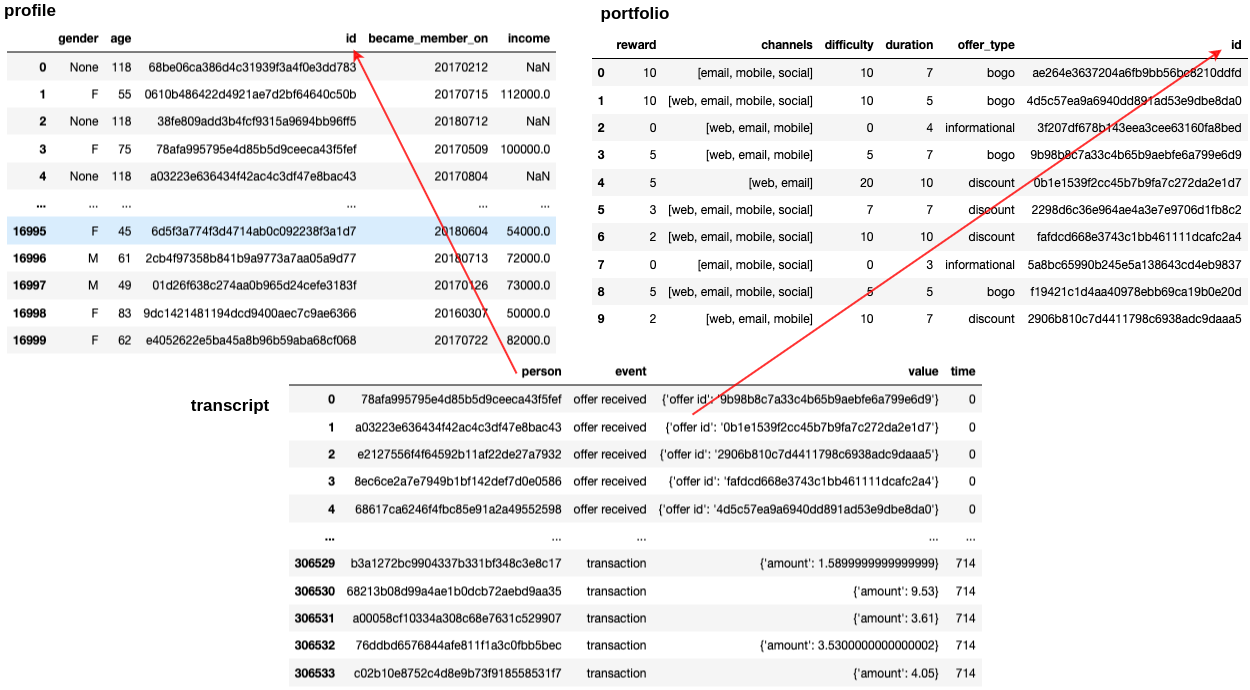 profile
gender age id became_member_on income
0 None 118 68be06ca386d4c31939f3a4f0e3dd783 20170212 NaN
1 F 55 0610b486422d4921ae7d2bf64640c50b 20170715 112000.0
2 None 118 38fe809add3b4fcf9315a9694bb96ff5 20180712 NaN
3 F 75 78afa995795e4d85b5d9ceeca43f5fef 20170509 100000.0
4 None 118 a03223e636434f42ac4c3df47e8bac43 20170804 NaN
... ... ... ... ... ...
16995 F 45 6d5f3a774f3d4714ab0c092238f3a1d7 20180604 54000.0
16996 M 61 2cb4f97358b841b9a9773a7aa05a9d77 20180713 72000.0
16997 M 49 01d26f638c274aa0b965d24cefe3183f 20170126 73000.0
16998 F 83 9dc1421481194dcd9400aec7c9ae6366 20160307 50000.0
16999 F 62 e4052622e5ba45a8b96b59aba68cf068 20170722 82000.0
portfolio
reward channels difficulty duration offer_type id
0 10 [email, mobile, social] 10 7 bogo ae264e3637204a6fb9bb56bc8210ddfd
1 10 [web, email, mobile, social] 10 5 bogo 4d5c57ea9a6940dd891ad53e9dbe8da0
2 0 [web, email, mobile] 0 4 informational 3f207df678b143eea3cee63160fa8bed
3 5 [web, email, mobile] 5 7 bogo 9b98b8c7a33c4b65b9aebfe6a799e6d9
4 5 [web, email] 20 10 discount 0b1e1539f2cc45b7b9fa7c272da2e1d7
5 3 [web, email, mobile, social] 7 7 discount 2298d6c36e964ae4a3e7e9706d1fb8c2
6 2 [web, email, mobile, social] 10 10 discount fafdcd668e3743c1bb461111dcafc2a4
7 0 [email, mobile, social] 0 3 informational 5a8bc65990b245e5a138643cd4eb9837
8 5 [web, email, mobile, social] 5 5 bogo f19421c1d4aa40978ebb69ca19b0e20d
9 2 [web, email, mobile] 10 7 discount 2906b810c7d4411798c6938adc9daaa5
transcript
person event value time
0 78afa995795e4d85b5d9ceeca43f5fef offer received {'offer id': '9b98b8c7a33c4b65b9aebfe6a799e6d9'} 0
1 a03223e636434f42ac4c3df47e8bac43 offer received {'offer id': '0b1e1539f2cc45b7b9fa7c272da2e1d7'} 0
2 e2127556f4f64592b11af22de27a7932 offer received {'offer id': '2906b810c7d4411798c6938adc9daaa5'} 0
3 8ec6ce2a7e7949b1bf142def7d0e0586 offer received {'offer id': 'fafdcd668e3743c1bb461111dcafc2a4'} 0
4 68617ca6246f4fbc85e91a2a49552598 offer received {'offer id': '4d5c57ea9a6940dd891ad53e9dbe8da0'} 0
... ... ... ... ...
306529 b3a1272bc9904337b331bf348c3e8c17 transaction {'amount': 1.5899999999999999} 714
306530 68213b08d99a4ae1b0dcb72aebd9aa35 transaction {'amount': 9.53} 714
306531 a00058cf10334a308c68e7631c529907 transaction {'amount': 3.61} 714
306532 76ddbd6576844afe811f1a3c0fbb5bec transaction {'amount': 3.5300000000000002} 714
306533 c02b10e8752c4d8e9b73f918558531f7 transaction {'amount': 4.05} 714